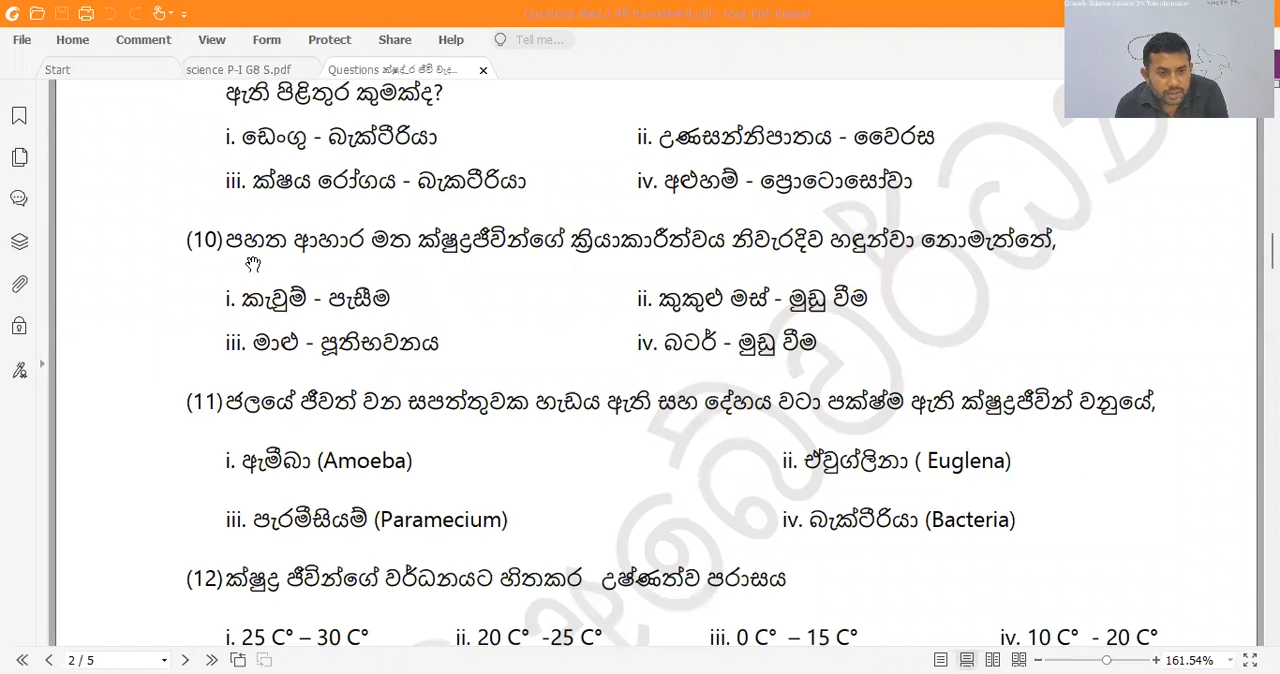 Questions
File Home Comment View Form Protect Share Help Tell me...
Start science P-I G8 S.pdf Questions ක්ෂුද්‍ර ජීවි වැද...
ඇති පිළිතුර කුමක්ද?
i. ඩෙංගු - බැක්ටීරියා ii. උණසන්නිපාතය - වෛරස
iii. ක්ෂය රෝගය - බැකටීරියා iv. අළුහම් - ප්‍රොටොසෝවා
(10) පහත ආහාර මත ක්ෂුද්‍රජීවින්ගේ ක්‍රියාකාරීත්වය නිවැරදිව හඳුන්වා නොමැත්තේ,
i. කැවුම් - පැසීම ii. කුකුළු මස් - මුඩු වීම
iii. මාළු - පූතිභවනය iv. බටර් - මුඩු වීම
(11) ජලයේ ජීවත් වන සපත්තුවක හැඩය ඇති සහ දේහය වටා පක්ෂ්ම ඇති ක්ෂුද්‍රජීවින් වනුයේ,
i. ඇමීබා (Amoeba) ii. ඒවුග්ලිනා ( Euglena)
iii. පැරමීසියම් (Paramecium) iv. බැක්ටීරියා (Bacteria)
(12) ක්ෂුද්‍ර ජීවින්ගේ වර්ධනයට හිතකර උෂ්ණත්ව පරාසය
i. 25 C° – 30 C° ii. 20 C° -25 C° iii. 0 C° – 15 C° iv. 10 C° - 20 C°
2 / 5 161.54%